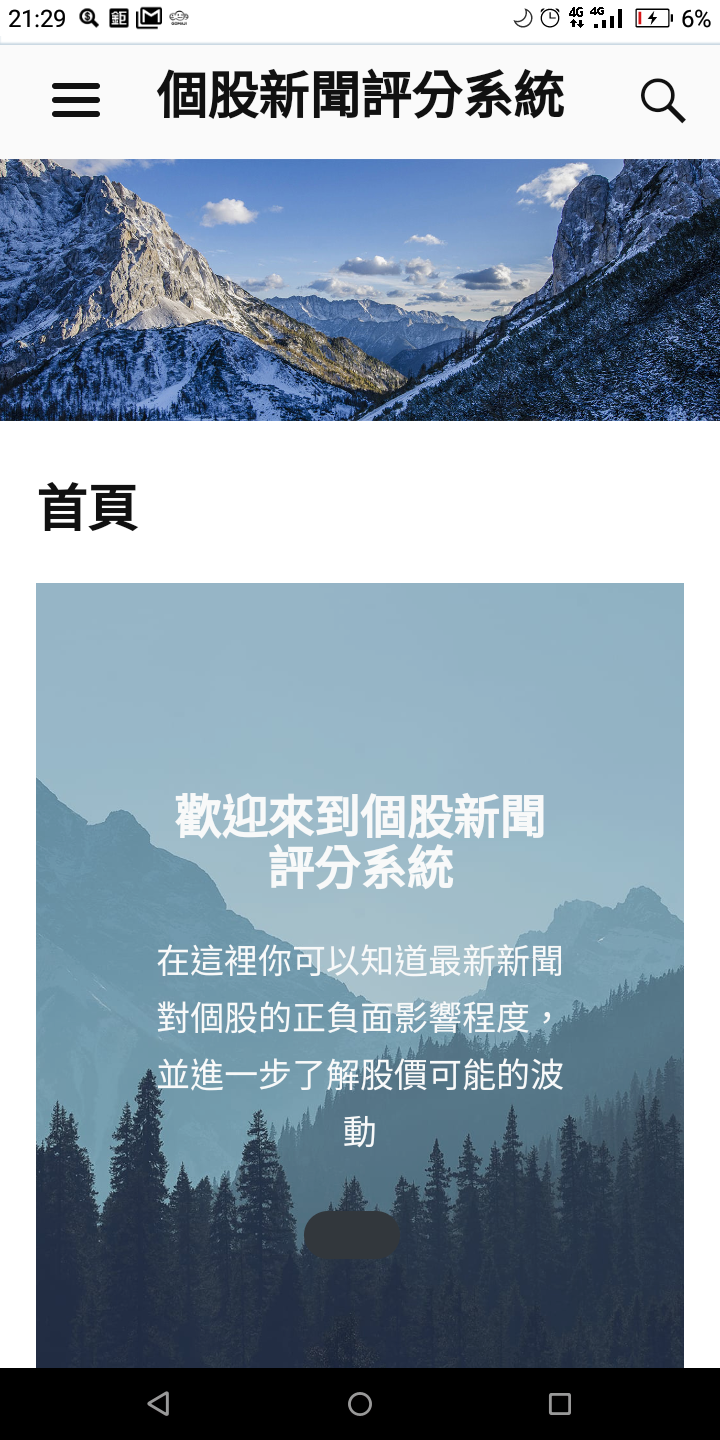 21:29 鉅 4G 4G 6%
個股新聞評分系統
首頁
歡迎來到個股新聞
評分系統
在這裡你可以知道最新新聞
對個股的正負面影響程度，
並進一步了解股價可能的波
動